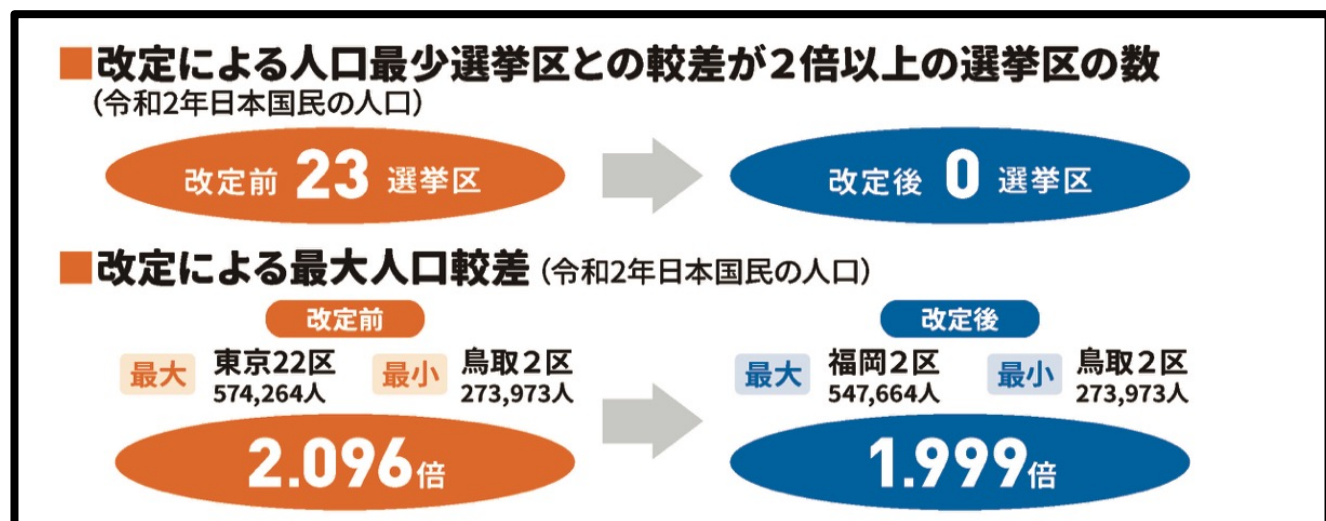 ■改定による人口最少選挙区との較差が2倍以上の選挙区の数
(令和2年日本国民の人口)
改定前 23 選挙区
改定後 0 選挙区
■改定による最大人口較差 (令和2年日本国民の人口)
改定前
最大 東京22区 574,264人
最小 鳥取2区 273,973人
2.096倍
改定後
最大 福岡2区 547,664人
最小 鳥取2区 273,973人
1.999倍